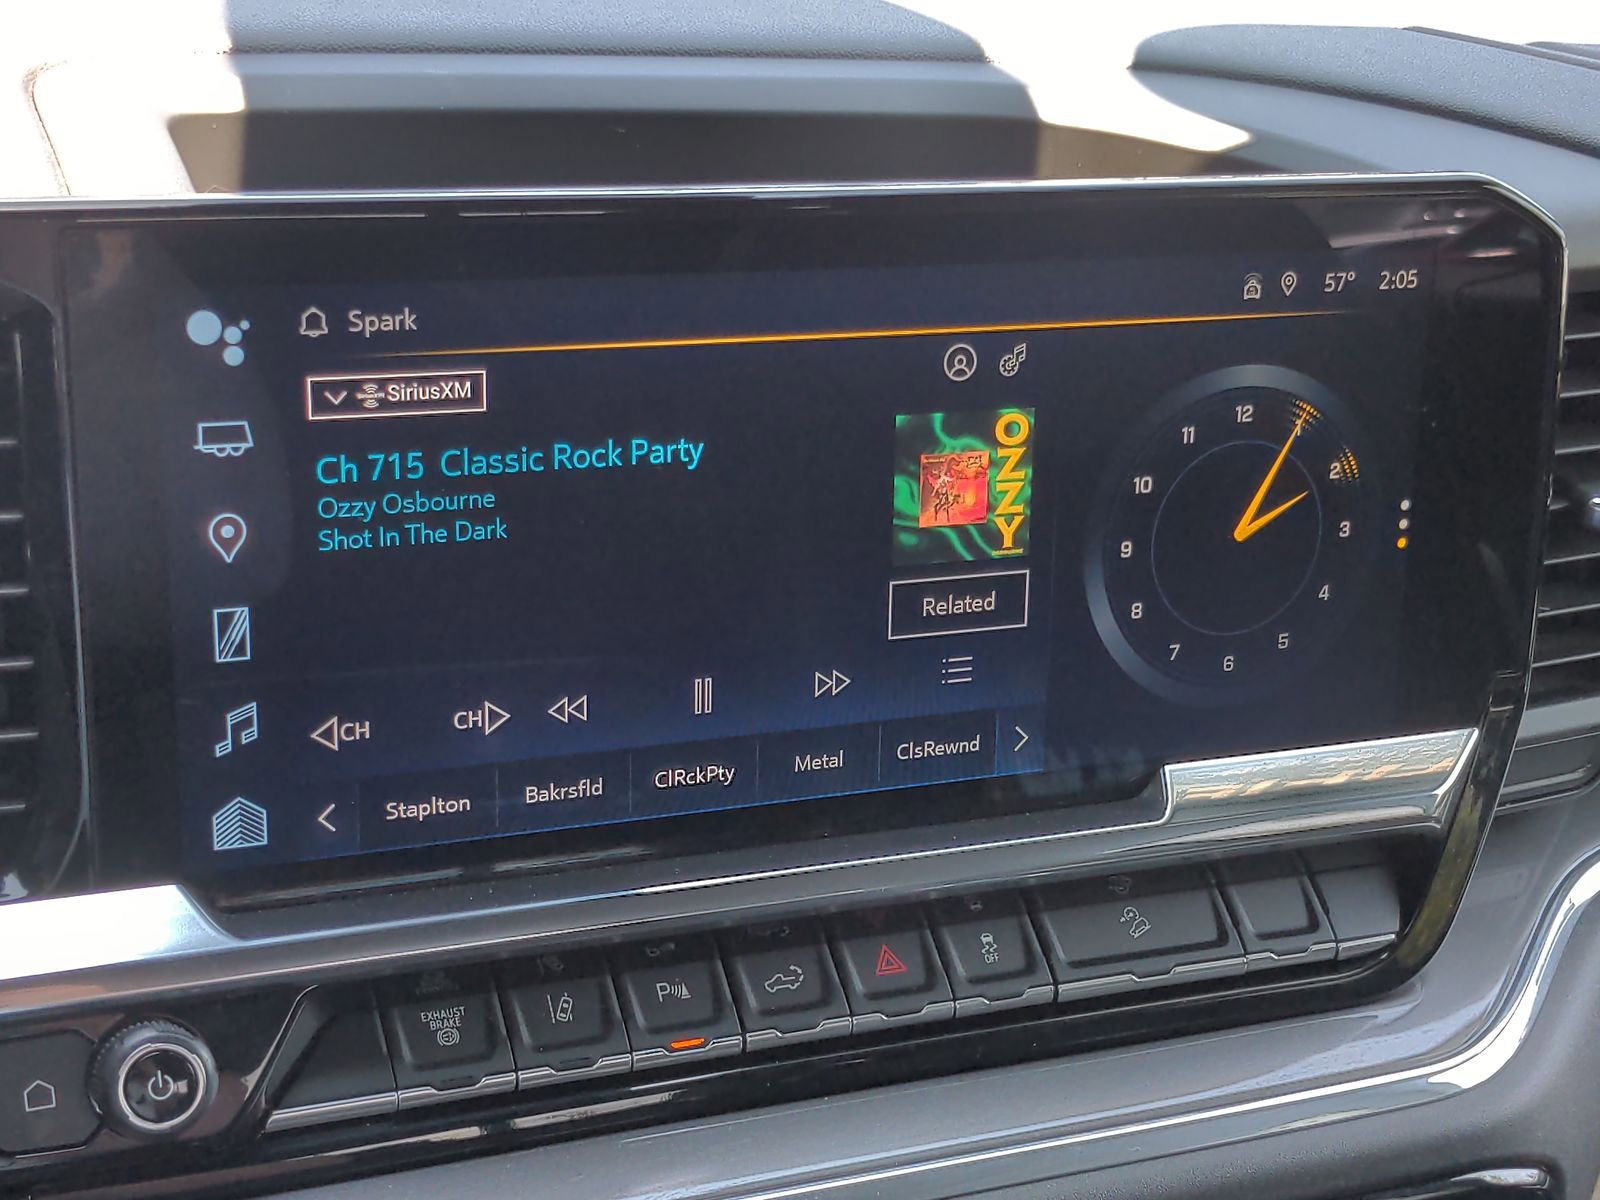 Spark
57° 2:05
SiriusXM
Ch 715 Classic Rock Party
Ozzy Osbourne
Shot In The Dark
OZZY
Related
12
1
2
3
4
5
6
7
8
9
10
11
CH
CH
Staplton
Bakrsfld
ClRckPty
Metal
ClsRewnd
EXHAUST
BRAKE
P
OFF